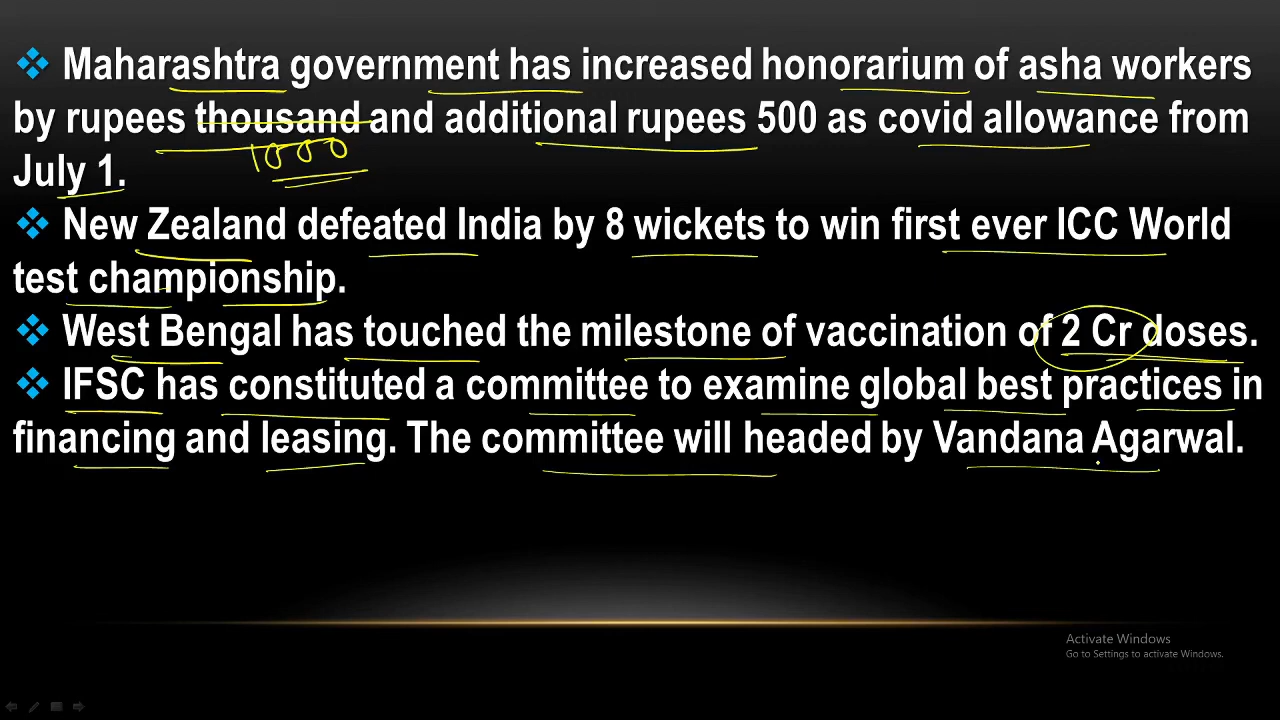 ❖ Maharashtra government has increased honorarium of asha workers
by rupees thousand and additional rupees 500 as covid allowance from
1000
July 1.
❖ New Zealand defeated India by 8 wickets to win first ever ICC World
test championship.
❖ West Bengal has touched the milestone of vaccination of 2 Cr doses.
❖ IFSC has constituted a committee to examine global best practices in
financing and leasing. The committee will headed by Vandana Agarwal.
Activate Windows
Go to Settings to activate Windows.